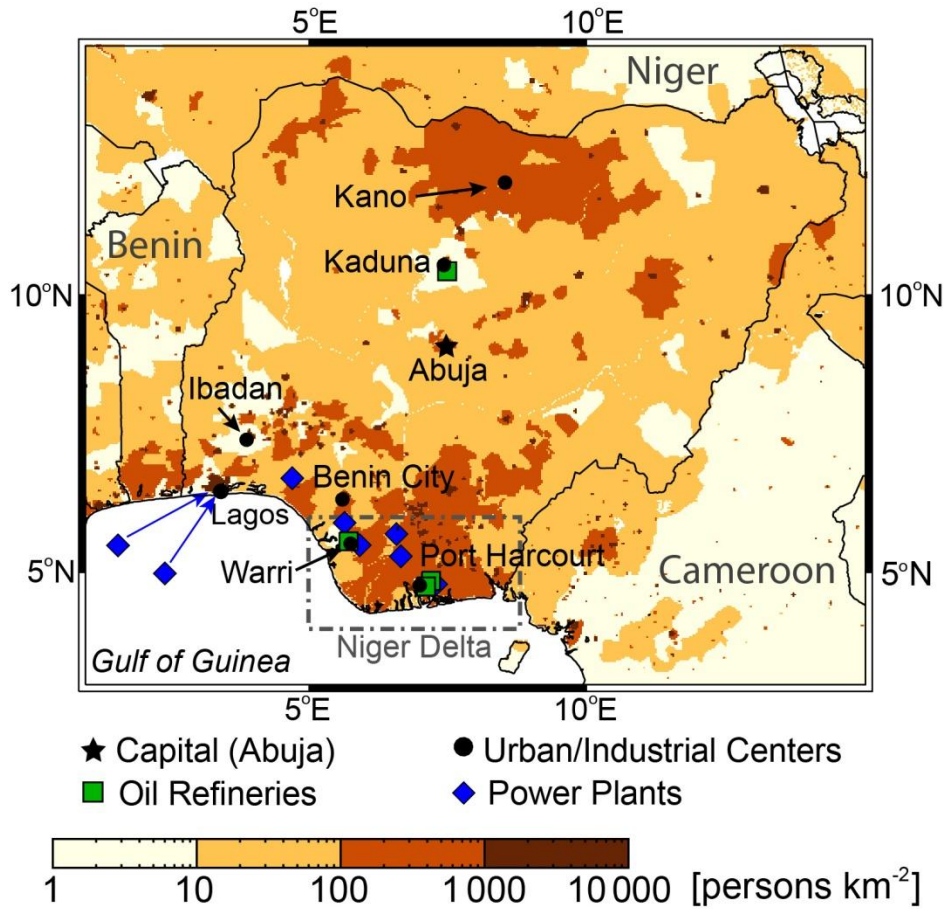 5°E 10°E
Niger
Kano
Benin
Kaduna
10°N 10°N
Abuja
Ibadan
Benin City
Lagos
Warri Port Harcourt
5°N Cameroon 5°N
Niger Delta
Gulf of Guinea
5°E 10°E
Capital (Abuja) Urban/Industrial Centers
Oil Refineries Power Plants
1 10 100 1 000 10 000 [persons km⁻²]